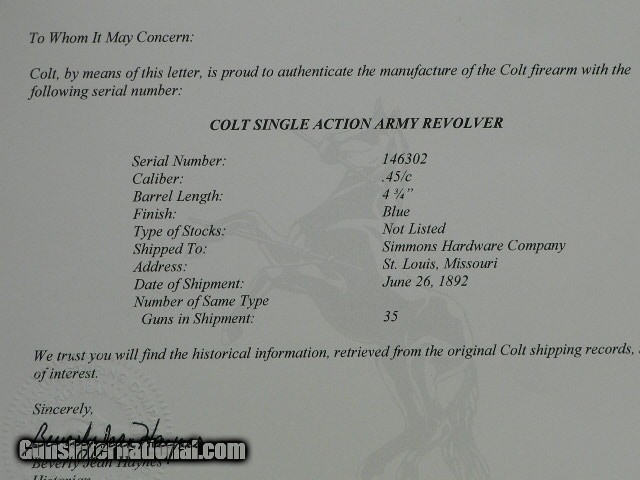 To Whom It May Concern:
Colt, by means of this letter, is proud to authenticate the manufacture of the Colt firearm with the
following serial number:
COLT SINGLE ACTION ARMY REVOLVER
Serial Number: 146302
Caliber: .45/c
Barrel Length: 4 ¾”
Finish: Blue
Type of Stocks: Not Listed
Shipped To: Simmons Hardware Company
Address: St. Louis, Missouri
Date of Shipment: June 26, 1892
Number of Same Type
Guns in Shipment: 35
We trust you will find the historical information, retrieved from the original Colt shipping records,
of interest.
Sincerely,
Beverly Jean Haynes
GunsInternational.com
Beverly Jean Haynes
Historian